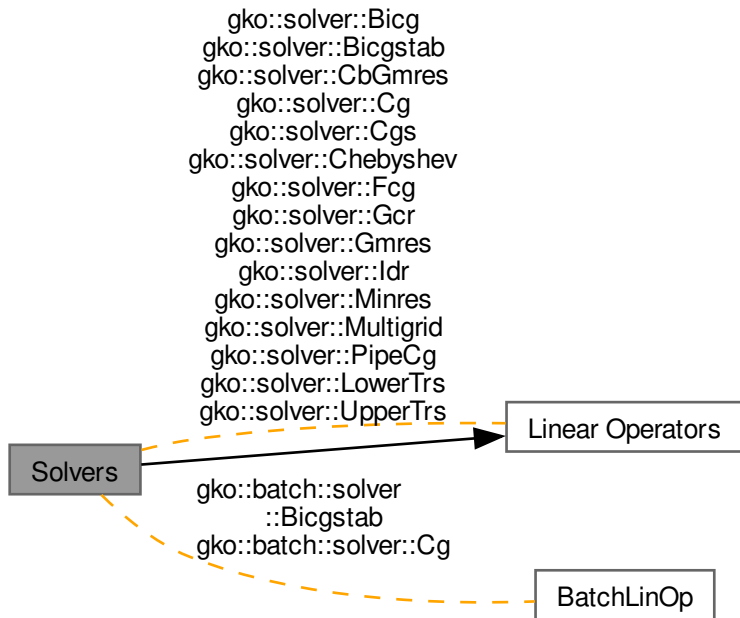 gko::solver::Bicg
gko::solver::Bicgstab
gko::solver::CbGmres
gko::solver::Cg
gko::solver::Cgs
gko::solver::Chebyshev
gko::solver::Fcg
gko::solver::Gcr
gko::solver::Gmres
gko::solver::Idr
gko::solver::Minres
gko::solver::Multigrid
gko::solver::PipeCg
gko::solver::LowerTrs
gko::solver::UpperTrs
Linear Operators
Solvers
gko::batch::solver
::Bicgstab
gko::batch::solver::Cg
BatchLinOp